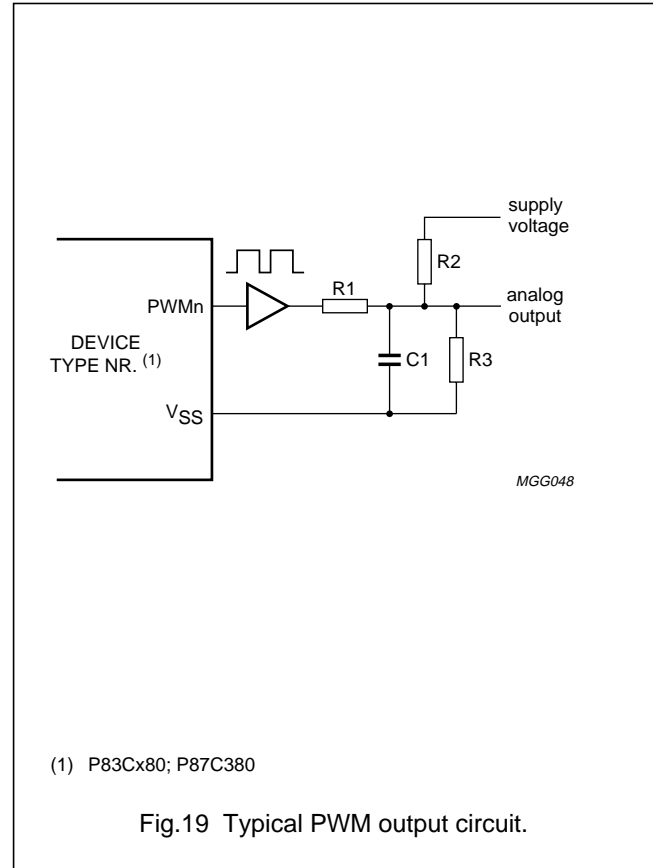 supply
voltage
R2
R1
analog
output
PWMn
DEVICE
TYPE NR. (1)
C1
R3
VSS
MGG048
(1) P83Cx80; P87C380
Fig.19 Typical PWM output circuit.